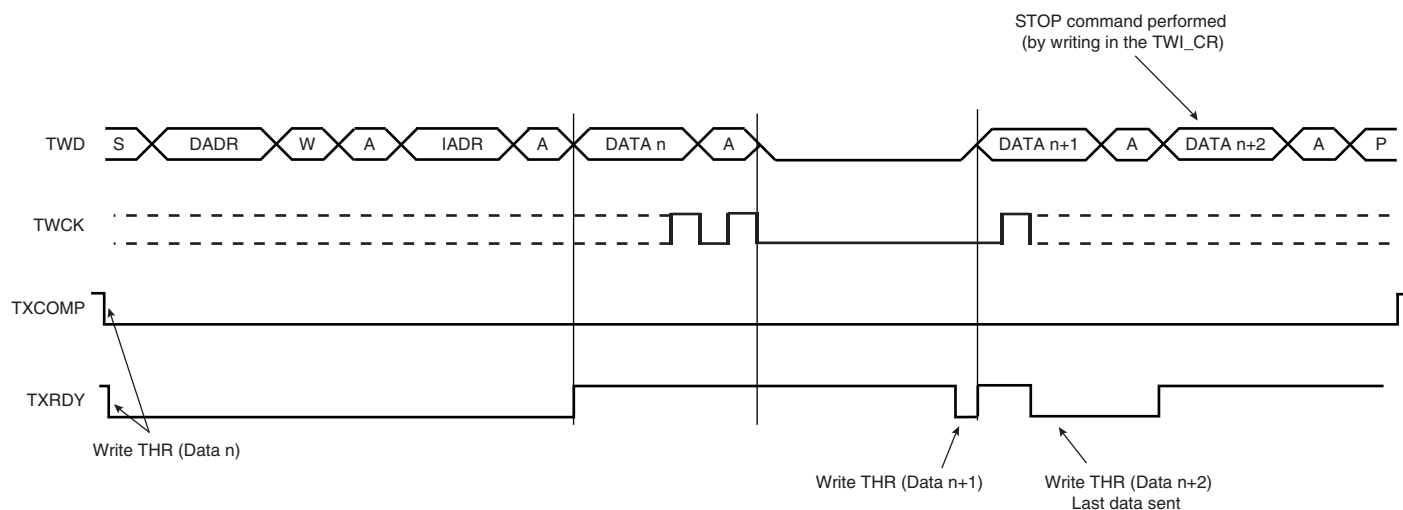 STOP command performed
(by writing in the TWI_CR)
TWD S DADR W A IADR A DATA n A DATA n+1 A DATA n+2 A P
TWCK
TXCOMP
TXRDY
Write THR (Data n)
Write THR (Data n+1)
Write THR (Data n+2)
Last data sent